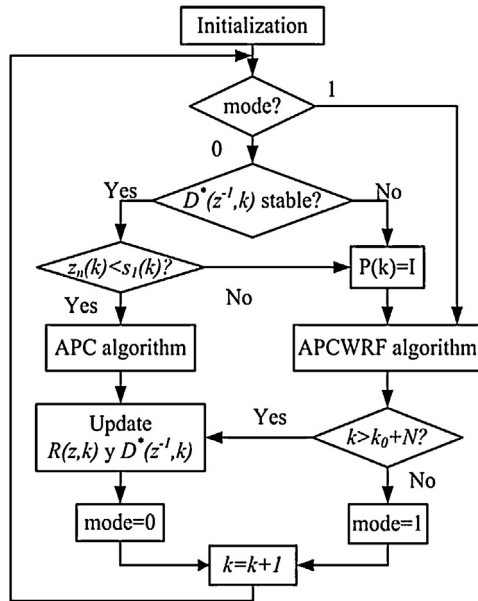 Initialization
mode?
1
0
Yes
D*(z⁻¹,k) stable?
No
zₙ(k)<s₁(k)?
P(k)=I
Yes
No
APC algorithm
APCWRF algorithm
Update
R(z,k) y D*(z⁻¹,k)
Yes
k>k₀+N?
No
mode=0
mode=1
k=k+1